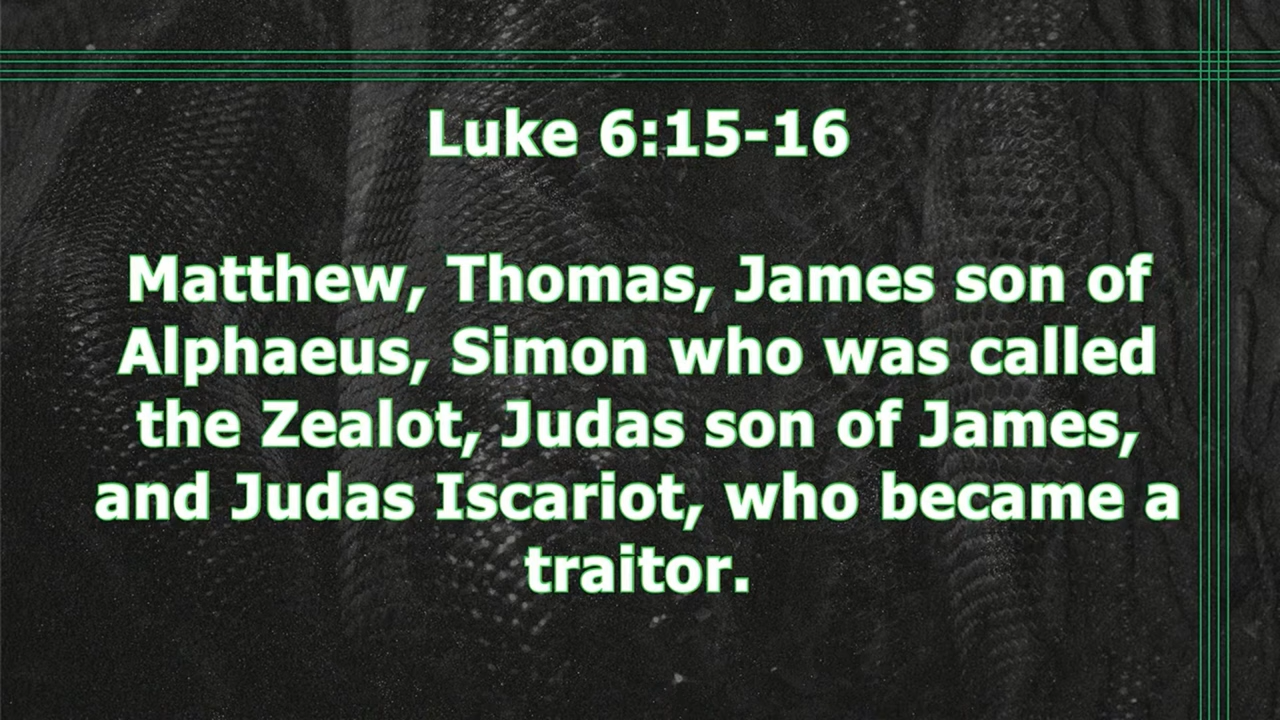 Luke 6:15-16
Matthew, Thomas, James son of
Alphaeus, Simon who was called
the Zealot, Judas son of James,
and Judas Iscariot, who became a
traitor.